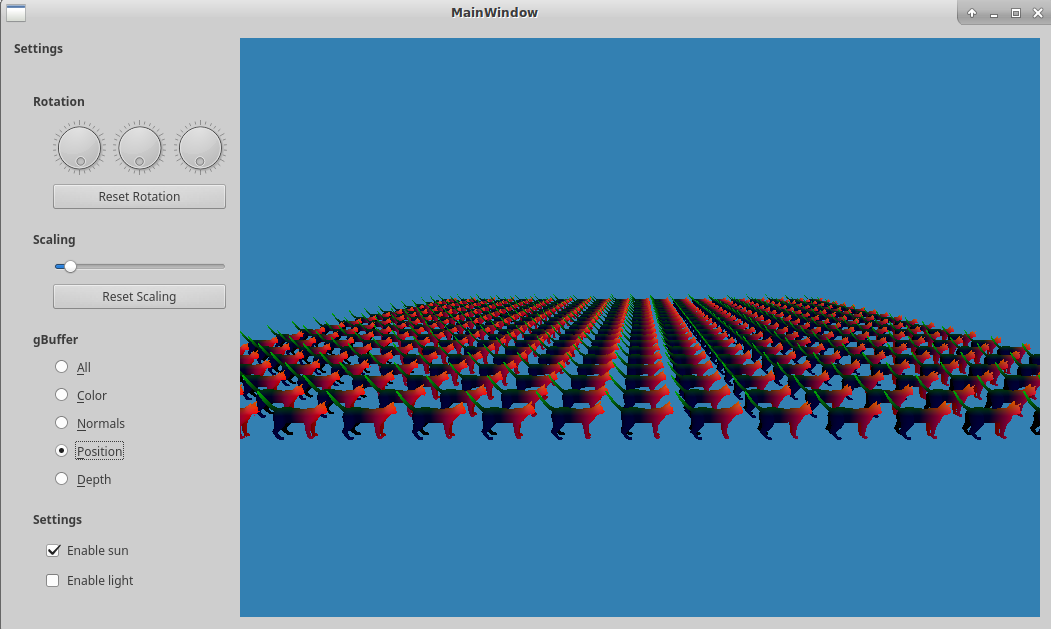 MainWindow
Settings
Rotation
Reset Rotation
Scaling
Reset Scaling
gBuffer
All
Color
Normals
Position
Depth
Settings
Enable sun
Enable light